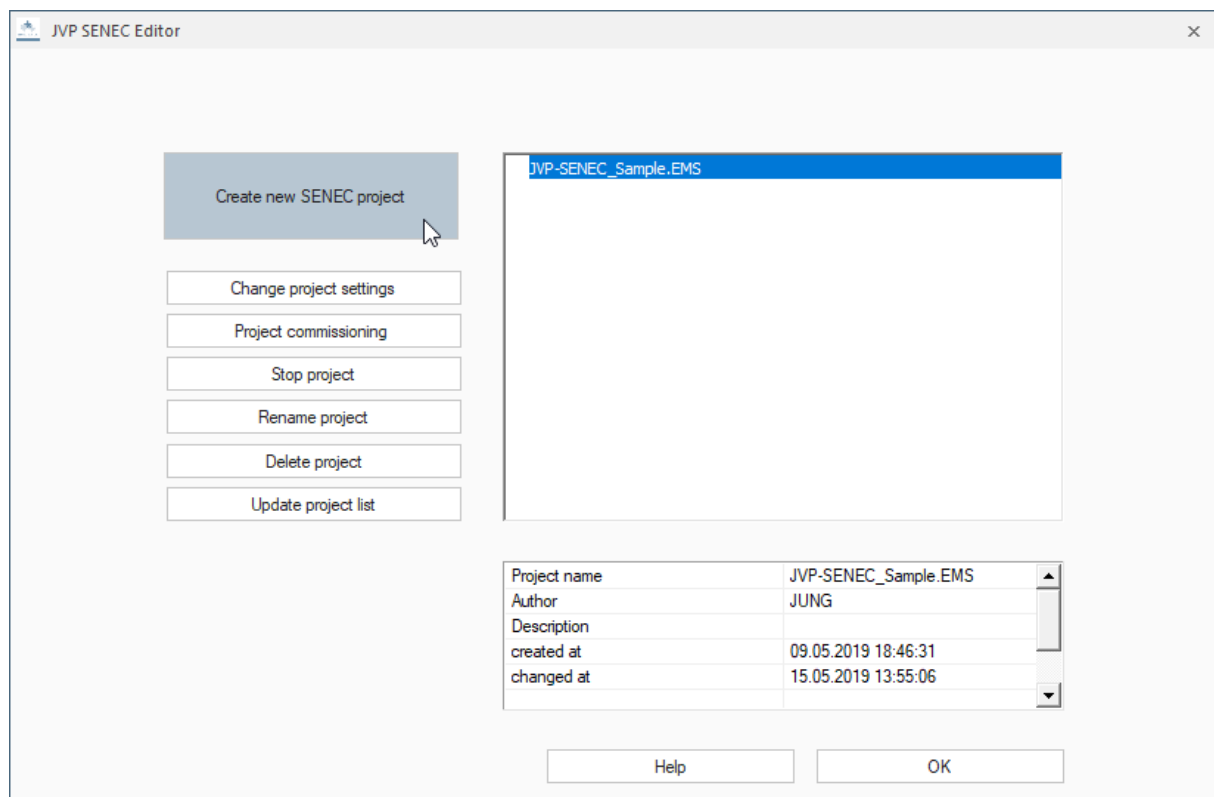 JVP SENEC Editor
Create new SENEC project
Change project settings
Project commissioning
Stop project
Rename project
Delete project
Update project list
JVP-SENEC_Sample.EMS
Project name JVP-SENEC_Sample.EMS
Author JUNG
Description
created at 09.05.2019 18:46:31
changed at 15.05.2019 13:55:06
Help OK